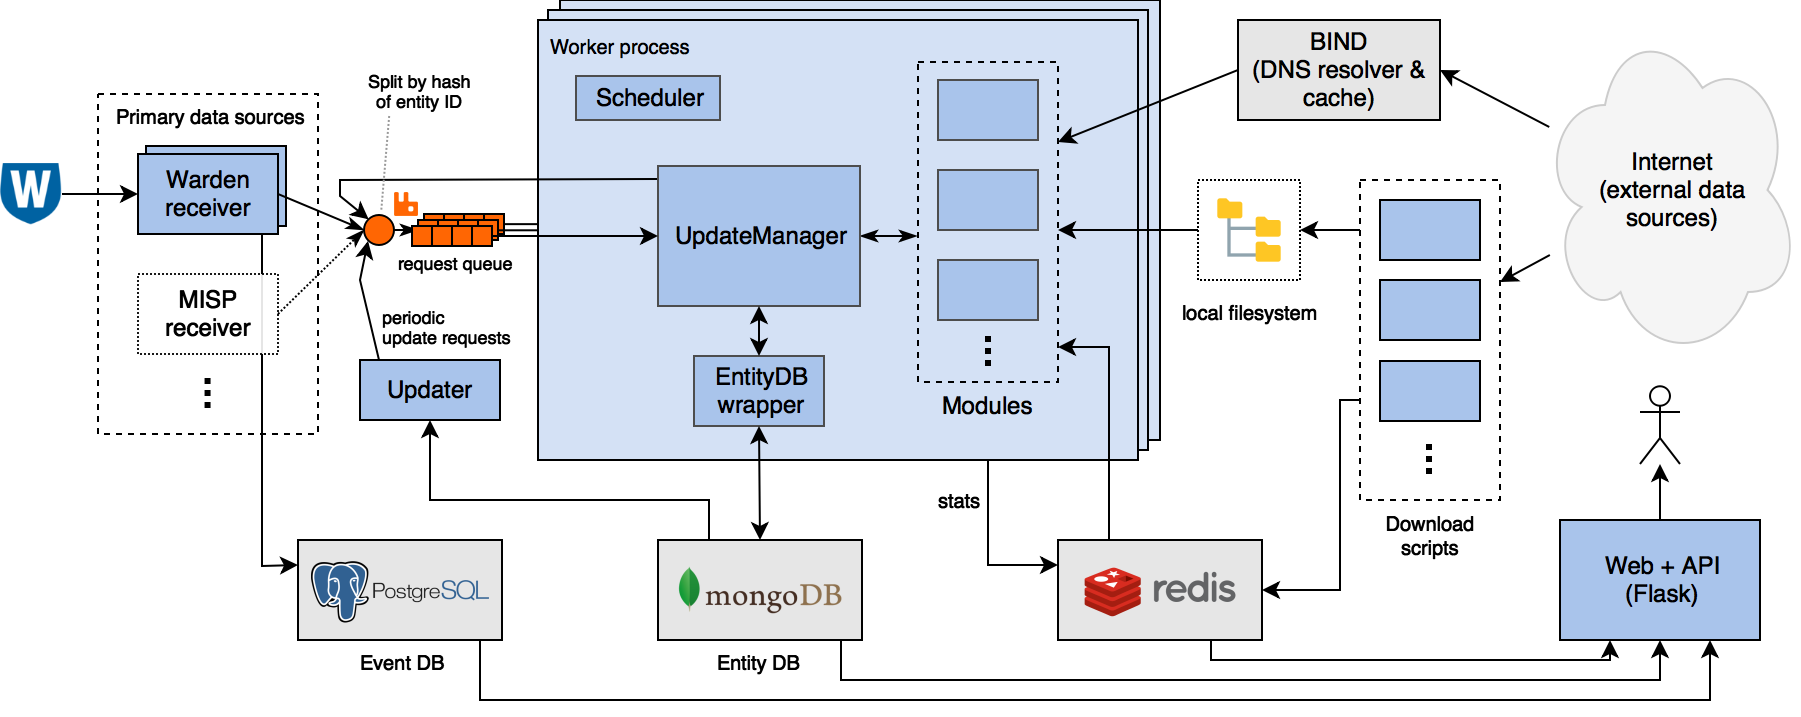 Worker process
BIND
(DNS resolver &
cache)
Split by hash
of entity ID
Scheduler
Primary data sources
W
Warden
receiver
Internet
(external data
sources)
UpdateManager
request queue
MISP
receiver
local filesystem
periodic
update requests
EntityDB
wrapper
Updater
Modules
stats
Download
scripts
Web + API
(Flask)
PostgreSQL
mongoDB
redis
Event DB
Entity DB